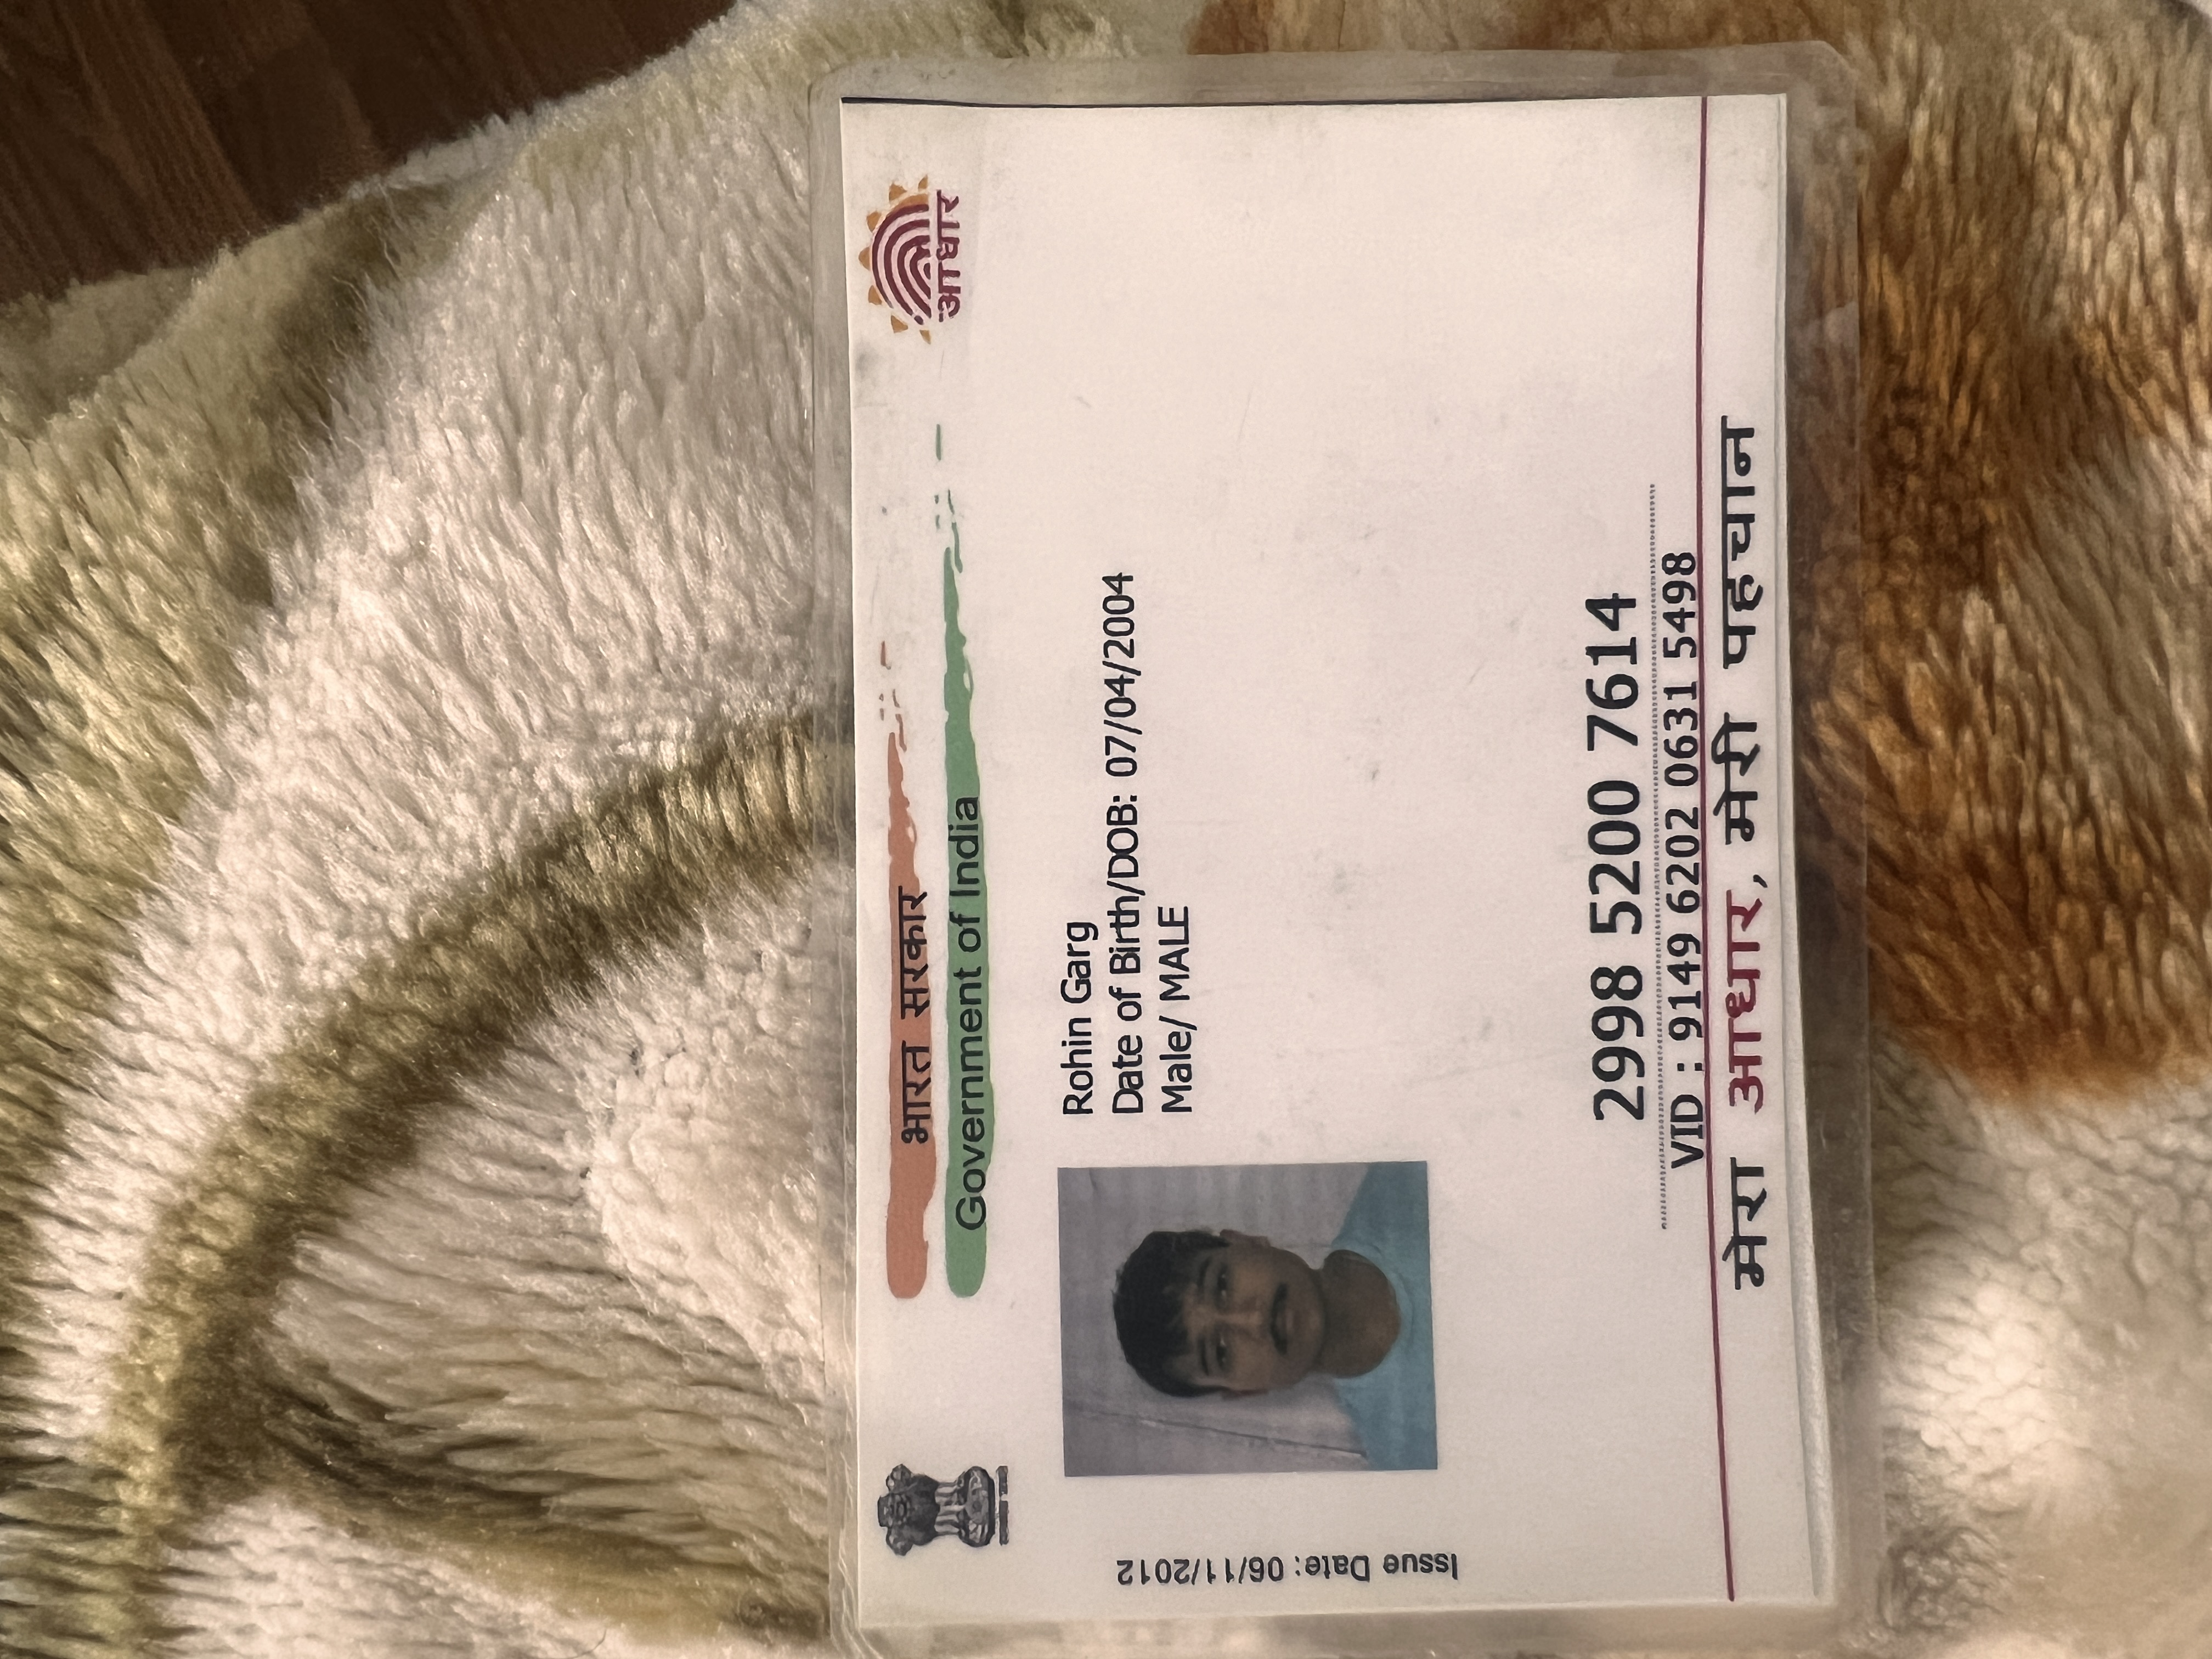 भारत सरकार
Government of India
आधार
Issue Date: 06/11/2012
Rohin Garg
Date of Birth/DOB: 07/04/2004
Male/ MALE
2998 5200 7614
VID : 9149 6202 0631 5498
मेरा आधार, मेरी पहचान